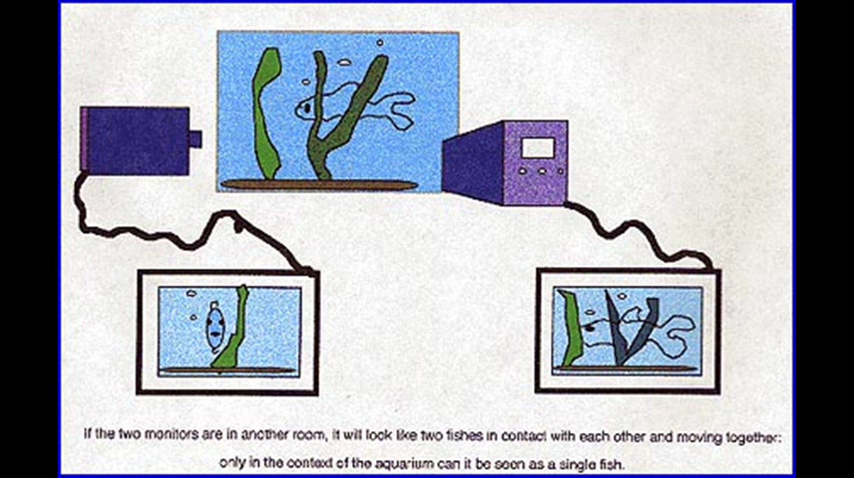 If the two monitors are in another room, it will look like two fishes in contact with each other and moving together:
only in the context of the aquarium can it be seen as a single fish.